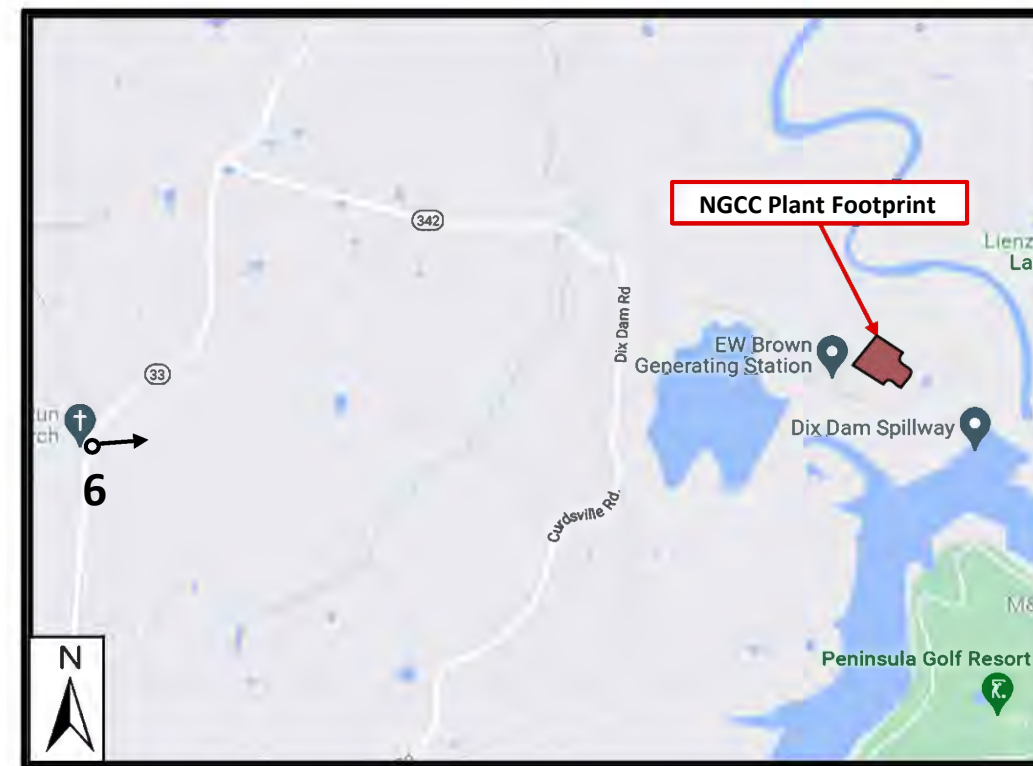 NGCC Plant Footprint
342
Lienz
La
Dix Dam Rd
EW Brown
Generating Station
33
Dix Dam Spillway
6
Curdsville Rd.
M&
N
Peninsula Golf Resort